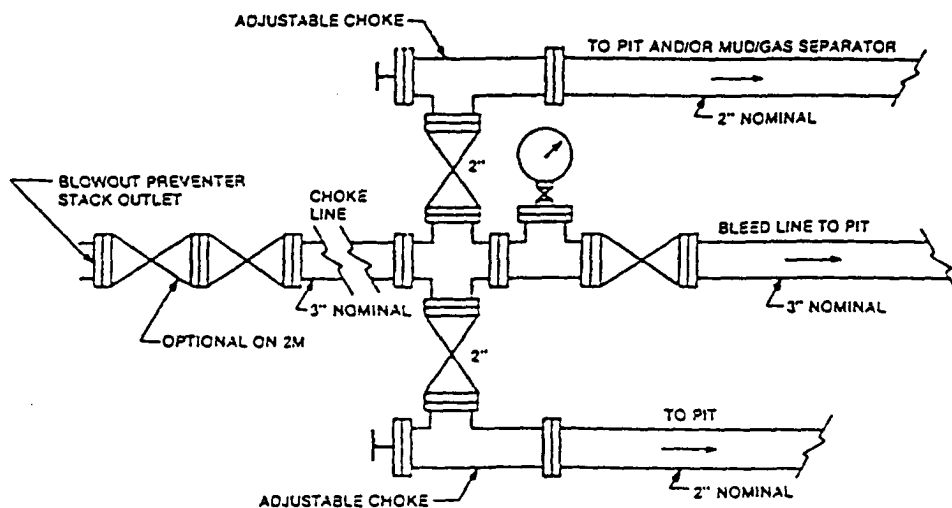 ADJUSTABLE CHOKE
TO PIT AND/OR MUD/GAS SEPARATOR
2" NOMINAL
2"
BLOWOUT PREVENTER
STACK OUTLET
CHOKE
LINE
BLEED LINE TO PIT
3" NOMINAL
3" NOMINAL
OPTIONAL ON 2M
2"
TO PIT
ADJUSTABLE CHOKE
2" NOMINAL